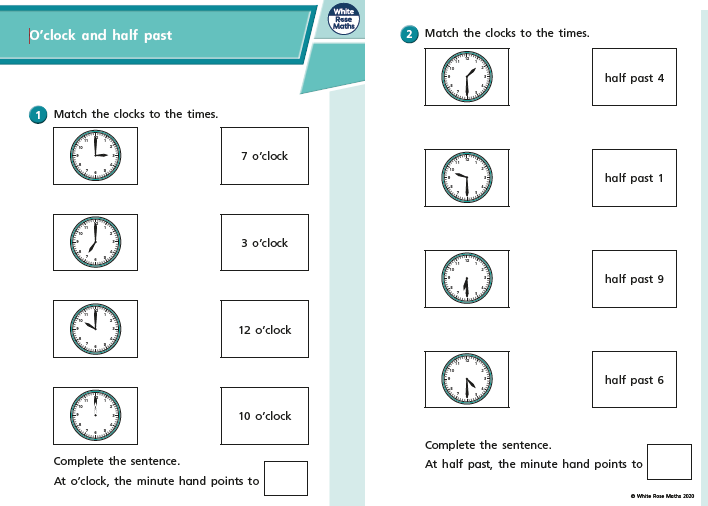 O'clock and half past
White
Rose
Maths
1 Match the clocks to the times.
7 o'clock
3 o'clock
12 o'clock
10 o'clock
Complete the sentence.
At o'clock, the minute hand points to
2 Match the clocks to the times.
half past 4
half past 1
half past 9
half past 6
Complete the sentence.
At half past, the minute hand points to
© White Rose Maths 2020